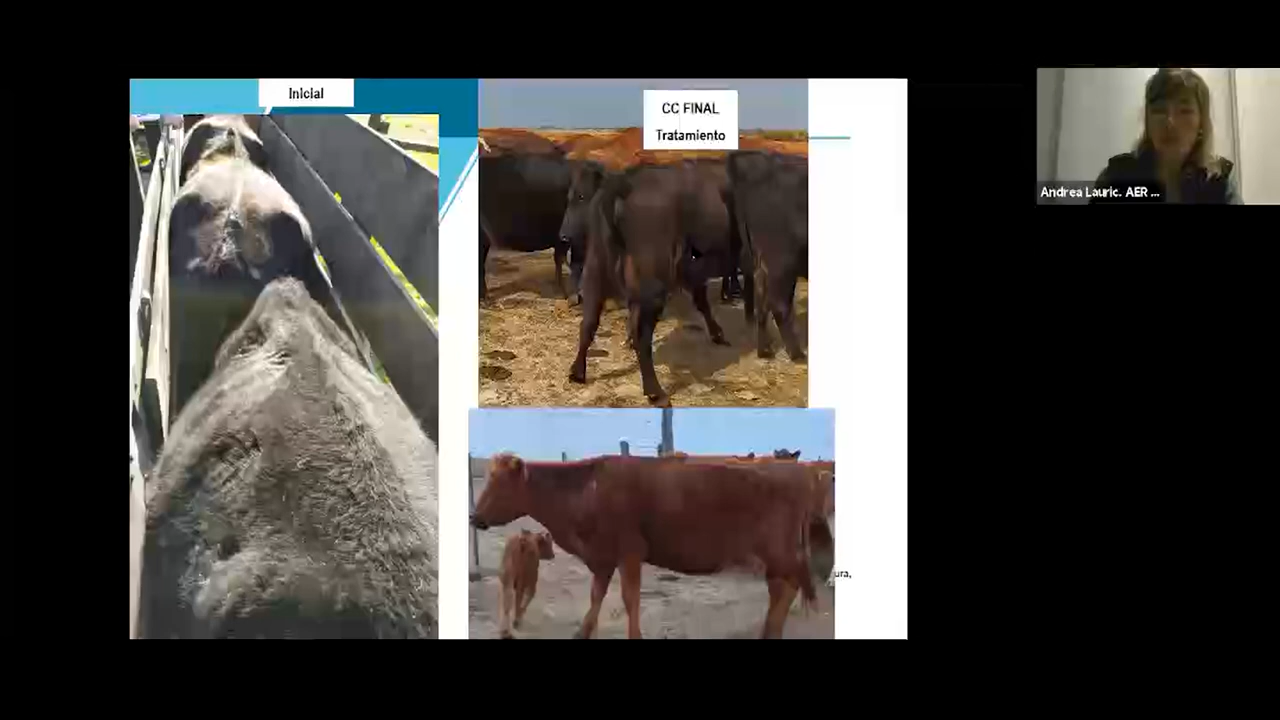 Inicial
CC FINAL
Tratamiento
Andrea Lauric. AER ...
ura,